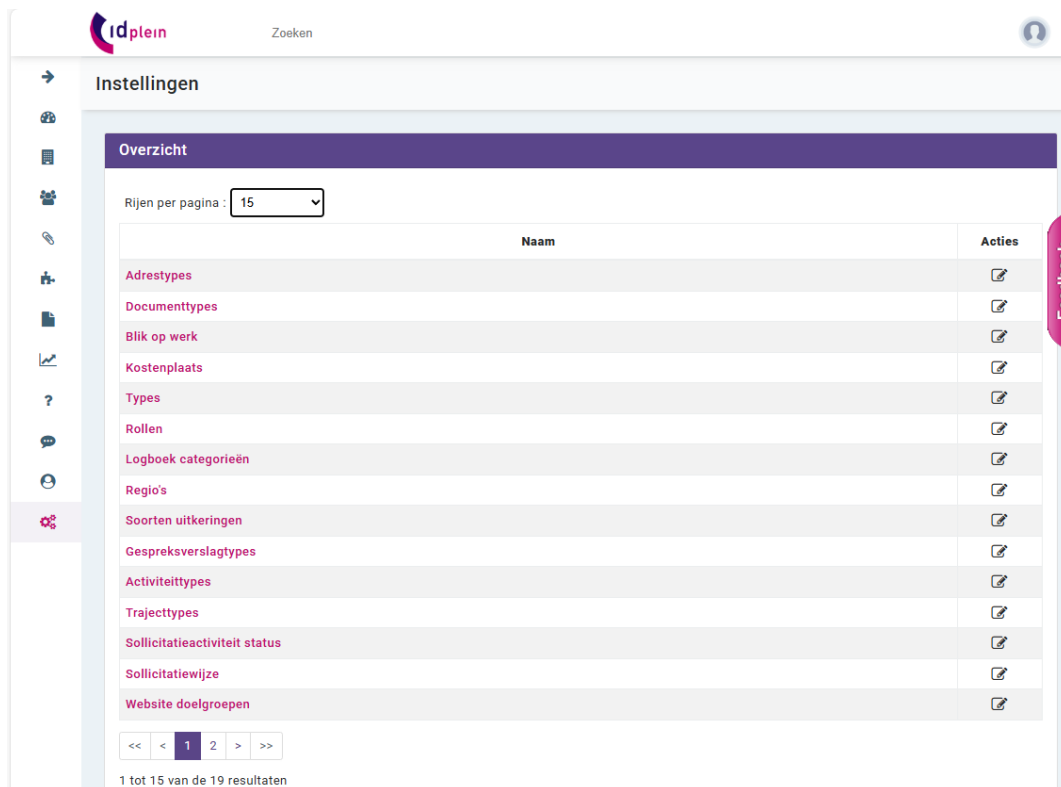 idplein
Zoeken
Instellingen
Overzicht
Rijen per pagina : 15
Naam Acties
Adrestypes
Documenttypes
Blik op werk
Kostenplaats
Types
Rollen
Logboek categorieën
Regio's
Soorten uitkeringen
Gespreksverslagtypes
Activiteittypes
Trajecttypes
Sollicitatieactiviteit status
Sollicitatiewijze
Website doelgroepen
<< < 1 2 > >>
1 tot 15 van de 19 resultaten